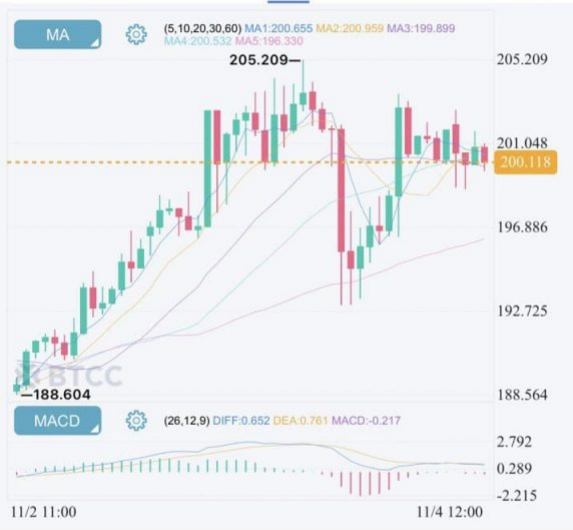 MA
(5,10,20,30,60) MA1:200.655 MA2:200.959 MA3:199.899
MA4:200.532 MA5:196.330
205.209
205.209
201.048
200.118
196.886
192.725
BTCC
188.604
188.564
MACD
(26,12,9) DIFF:0.652 DEA:0.761 MACD:-0.217
2.792
0.289
-2.215
11/2 11:00
11/4 12:00